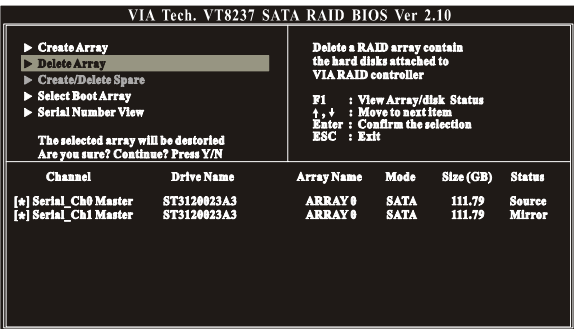 VIA Tech. VT8237 SATA RAID BIOS Ver 2.10
Create Array
Delete Array
Create/Delete Spare
Select Boot Array
Serial Number View
The selected array will be destoried
Are you sure? Continue? Press Y/N
Delete a RAID array contain
the hard disks attached to
VIA RAID controller
F1 : View Array/disk Status
↑,↓ : Move to next item
Enter : Confirm the selection
ESC : Exit
Channel Drive Name Array Name Mode Size (GB) Status
[*] Serial_Ch0 Master ST3120023A3 ARRAY 0 SATA 111.79 Source
[*] Serial_Ch1 Master ST3120023A3 ARRAY 0 SATA 111.79 Mirror